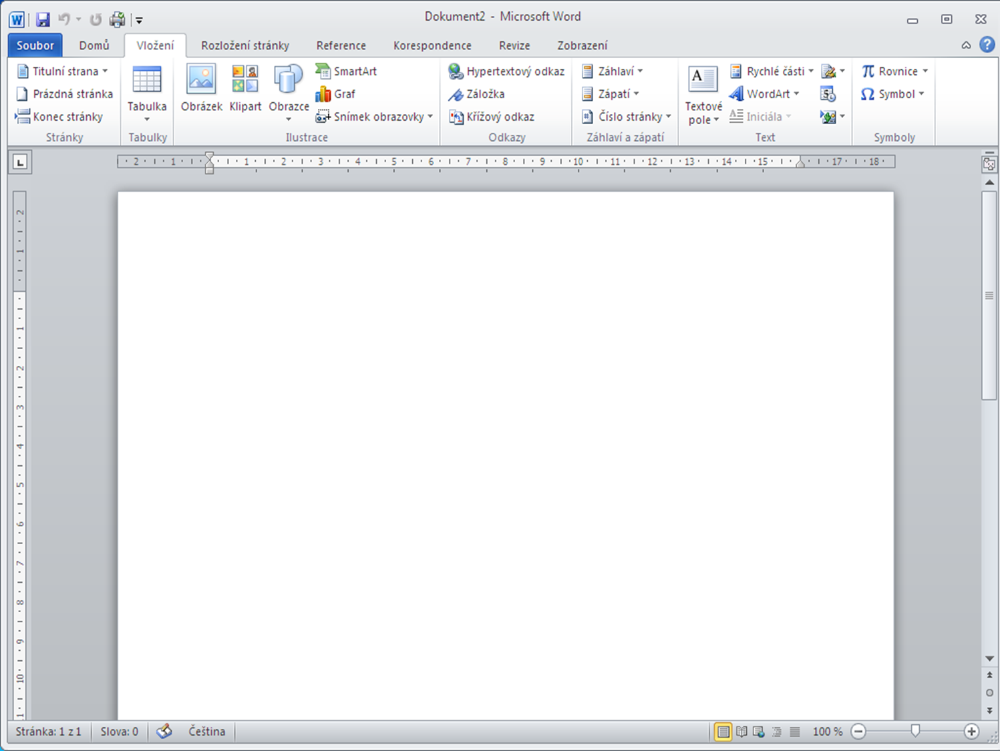 Dokument2 - Microsoft Word
Soubor Domů Vložení Rozložení stránky Reference Korespondence Revize Zobrazení
Titulní strana
Prázdná stránka
Konec stránky
Stránky
Tabulka
Tabulky
Obrázek Klipart Obrazce
SmartArt
Graf
Snímek obrazovky
Ilustrace
Hypertextový odkaz
Záložka
Křížový odkaz
Odkazy
Záhlaví
Zápatí
Číslo stránky
Záhlaví a zápatí
Textové
pole
Rychlé části
WordArt
Iniciála
Text
Rovnice
Symbol
Symboly
2 1 1 2 3 4 5 6 7 8 9 10 11 12 13 14 15 17 18
2
1
1
2
3
4
5
6
7
8
9
10
Stránka: 1 z 1 Slova: 0 Čeština 100 %